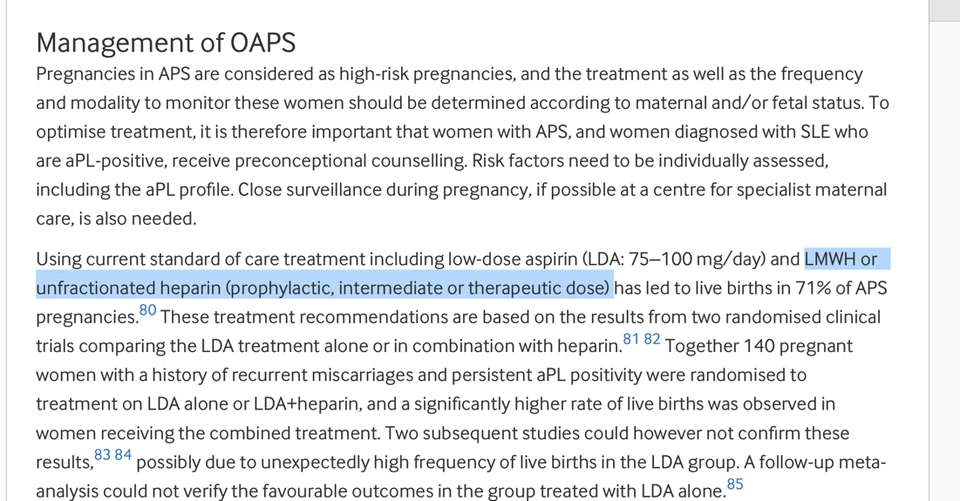 Management of OAPS
Pregnancies in APS are considered as high-risk pregnancies, and the treatment as well as the frequency
and modality to monitor these women should be determined according to maternal and/or fetal status. To
optimise treatment, it is therefore important that women with APS, and women diagnosed with SLE who
are aPL-positive, receive preconceptional counselling. Risk factors need to be individually assessed,
including the aPL profile. Close surveillance during pregnancy, if possible at a centre for specialist maternal
care, is also needed.
Using current standard of care treatment including low-dose aspirin (LDA: 75–100 mg/day) and LMWH or
unfractionated heparin (prophylactic, intermediate or therapeutic dose) has led to live births in 71% of APS
pregnancies.80 These treatment recommendations are based on the results from two randomised clinical
trials comparing the LDA treatment alone or in combination with heparin.81 82 Together 140 pregnant
women with a history of recurrent miscarriages and persistent aPL positivity were randomised to
treatment on LDA alone or LDA+heparin, and a significantly higher rate of live births was observed in
women receiving the combined treatment. Two subsequent studies could however not confirm these
results,83 84 possibly due to unexpectedly high frequency of live births in the LDA group. A follow-up meta-
analysis could not verify the favourable outcomes in the group treated with LDA alone.85